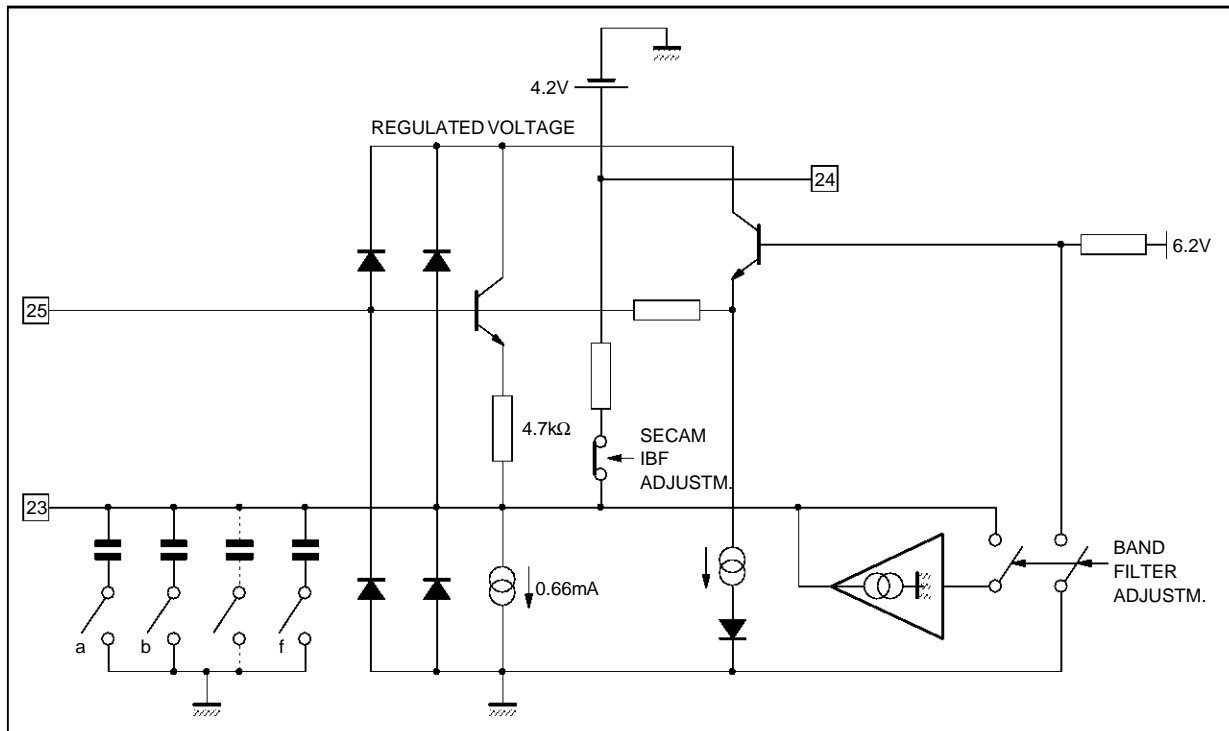 4.2V
REGULATED VOLTAGE
24
6.2V
25
4.7kΩ
SECAM
IBF
ADJUSTM.
23
BAND
FILTER
ADJUSTM.
0.66mA
a
b
f